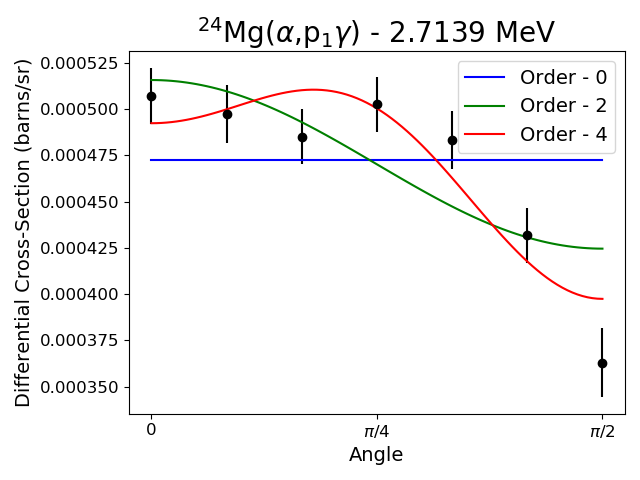 ²⁴Mg(α,p₁γ) - 2.7139 MeV
Order - 0
Order - 2
Order - 4
Differential Cross-Section (barns/sr)
0.000525
0.000500
0.000475
0.000450
0.000425
0.000400
0.000375
0.000350
0
π/4
π/2
Angle